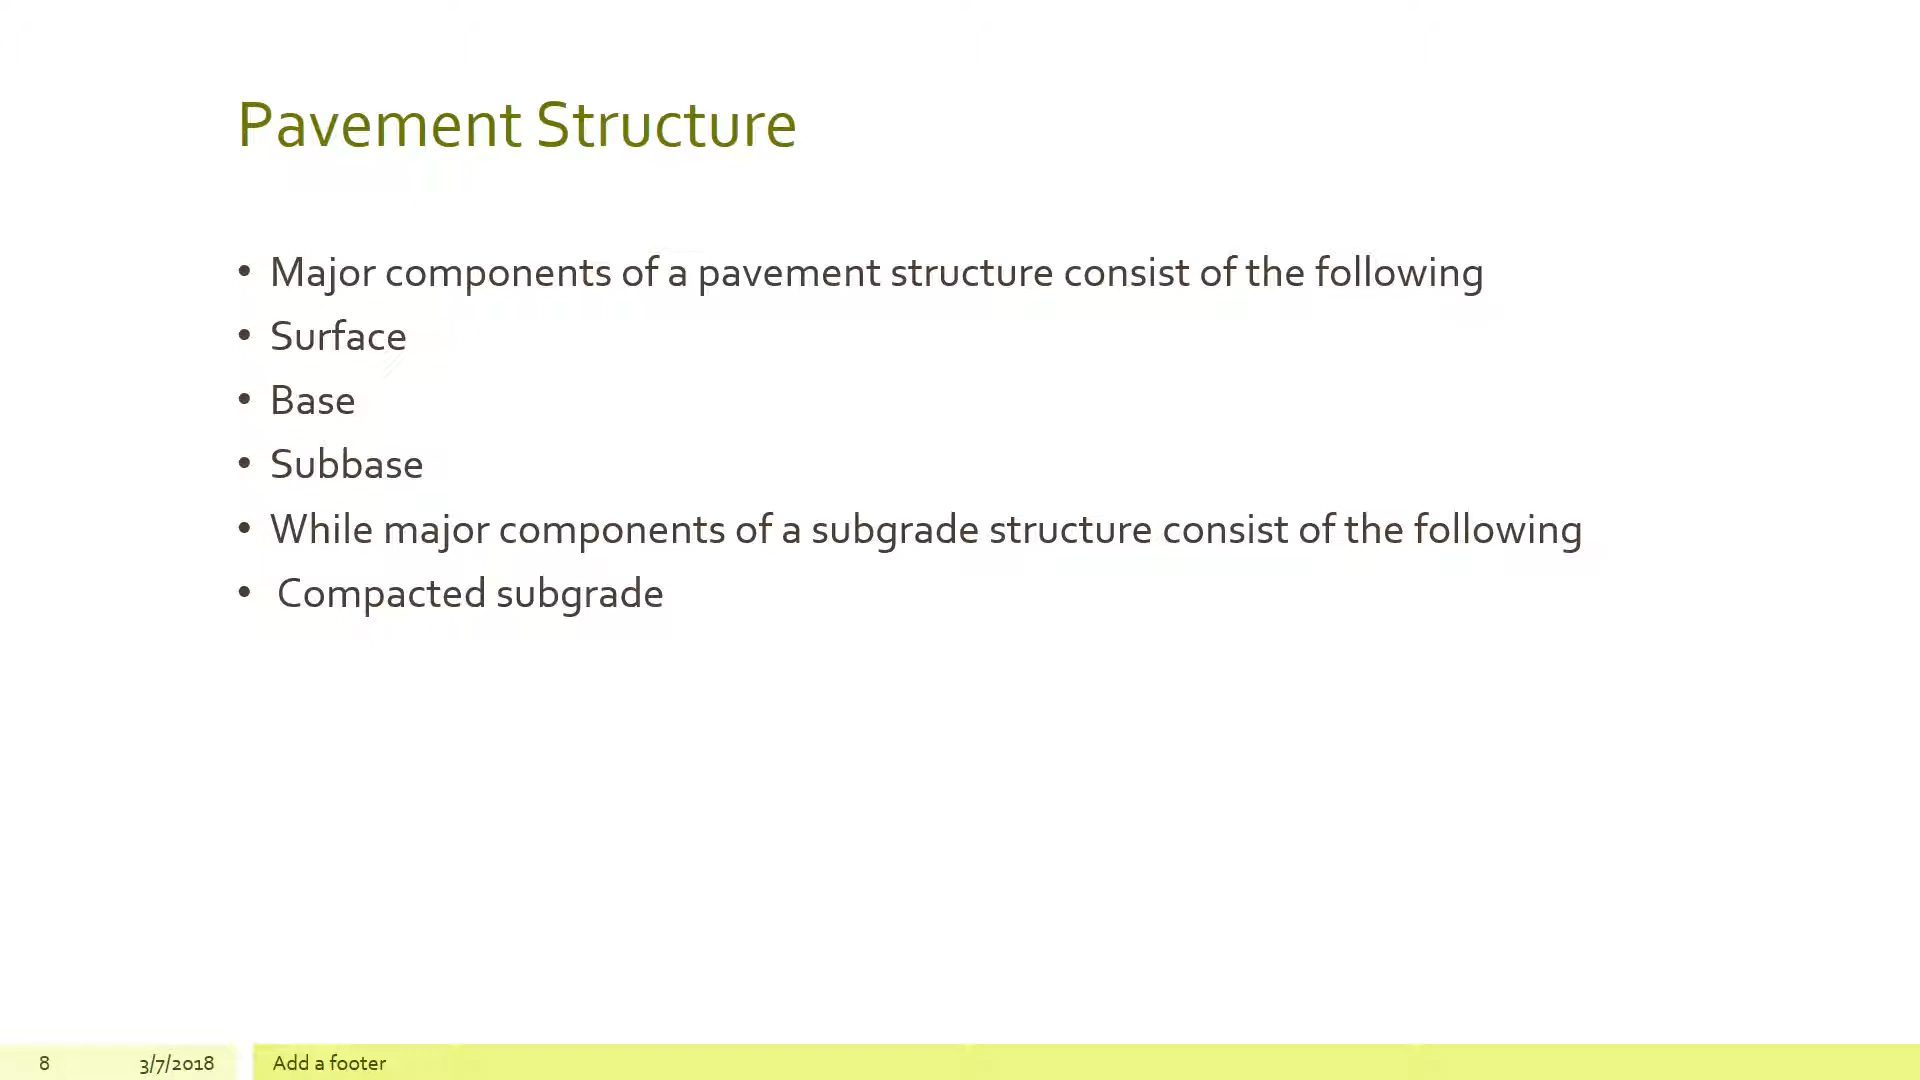 Pavement Structure
• Major components of a pavement structure consist of the following
• Surface
• Base
• Subbase
• While major components of a subgrade structure consist of the following
• Compacted subgrade
8 3/7/2018 Add a footer